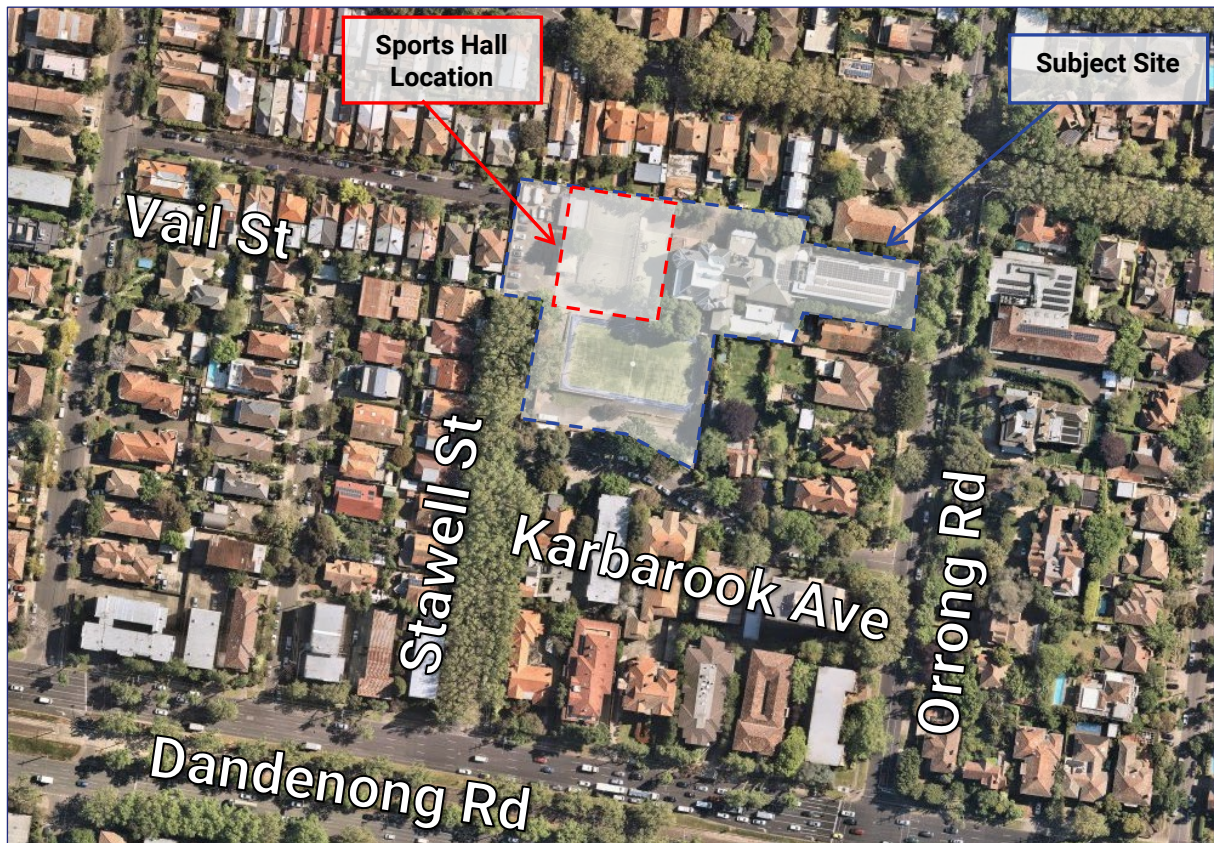 Sports Hall
Location
Subject Site
Vail St
Stawell St
Karbarook Ave
Orrong Rd
Dandenong Rd